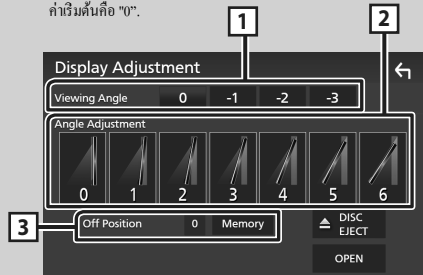 ค่าเริ่มต้นคือ "0”.
1
2
Display Adjustment
Viewing Angle 0 -1 -2 -3
Angle Adjustment
0 1 2 3 4 5 6
3
Off Position 0 Memory
DISC
EJECT
OPEN